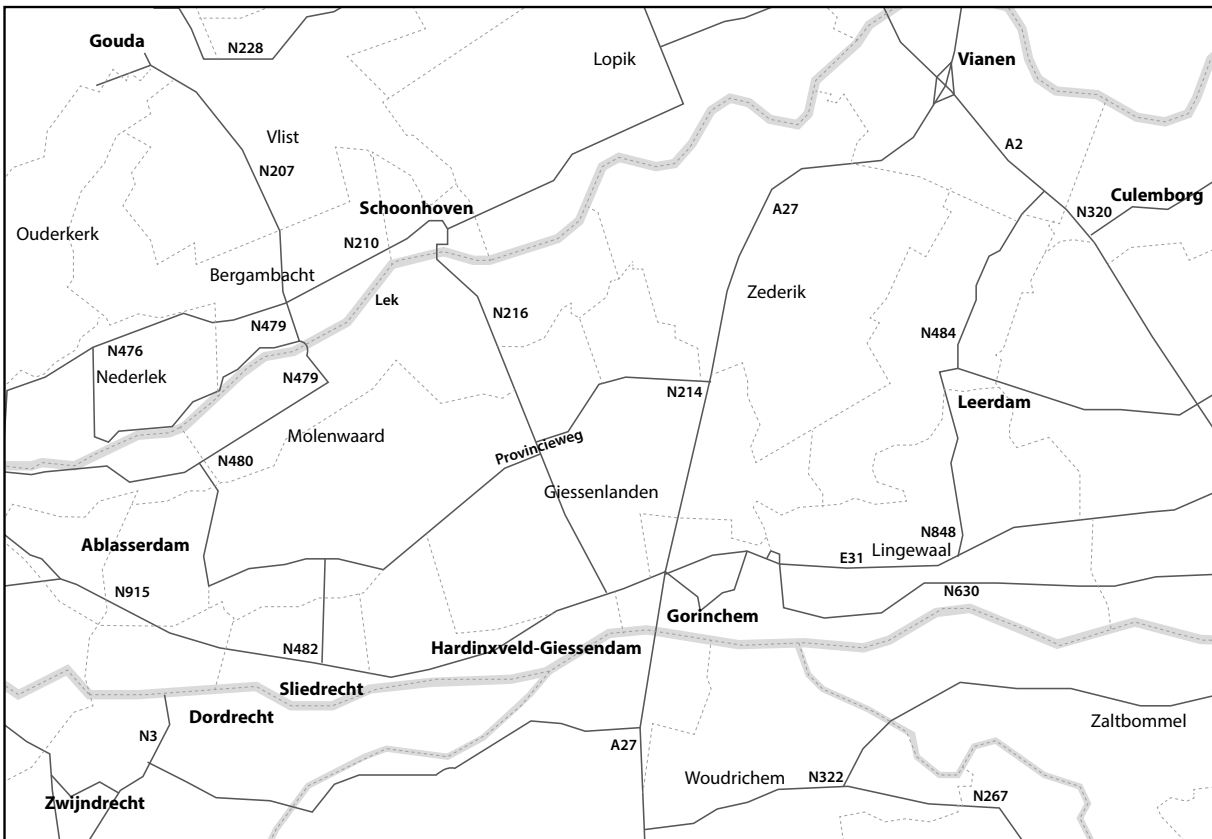 Gouda
N228
Lopik
Vianen
Vlist
N207
A2
Schoonhoven
A27
Culemborg
N320
Ouderkerk
N210
Bergambacht
Lek
Zederik
N216
N479
N484
N476
Nederlek
N479
N214
Leerdam
Molenwaard
Provincieweg
N480
Giessenlanden
Ablasserdam
N848
Lingewaal
E31
N915
N630
Gorinchem
N482
Hardinxveld-Giessendam
Sliedrecht
Dordrecht
Zaltbommel
N3
A27
Woudrichem
N322
N267
Zwijndrecht